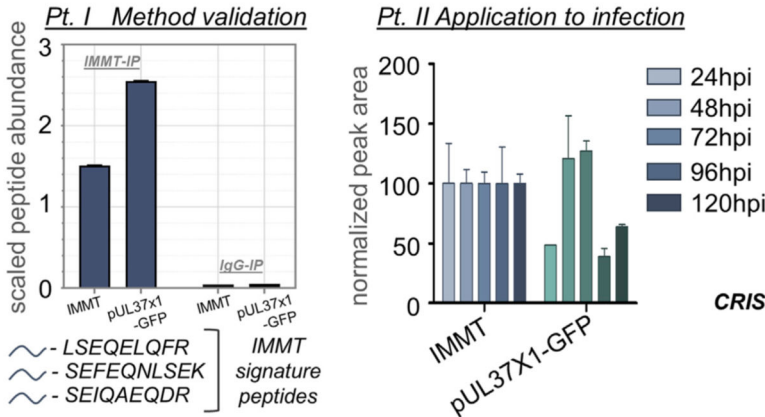 Pt. I Method validation
scaled peptide abundance
3
2
1
0
IMMT-IP
IgG-IP
IMMT
pUL37x1
-GFP
IMMT
pUL37x1
-GFP
- LSEQELQFR
- SEFEQNLSEK
- SEIQAEQDR
IMMT
signature
peptides
Pt. II Application to infection
normalized peak area
200
150
100
50
0
IMMT
pUL37X1-GFP
24hpi
48hpi
72hpi
96hpi
120hpi
CRIS